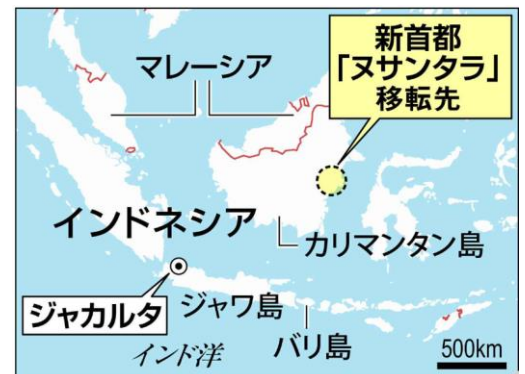 新首都
「ヌサンタラ」
移転先
マレーシア
インドネシア
カリマンタン島
ジャカルタ
ジャワ島
バリ島
インド洋
500km